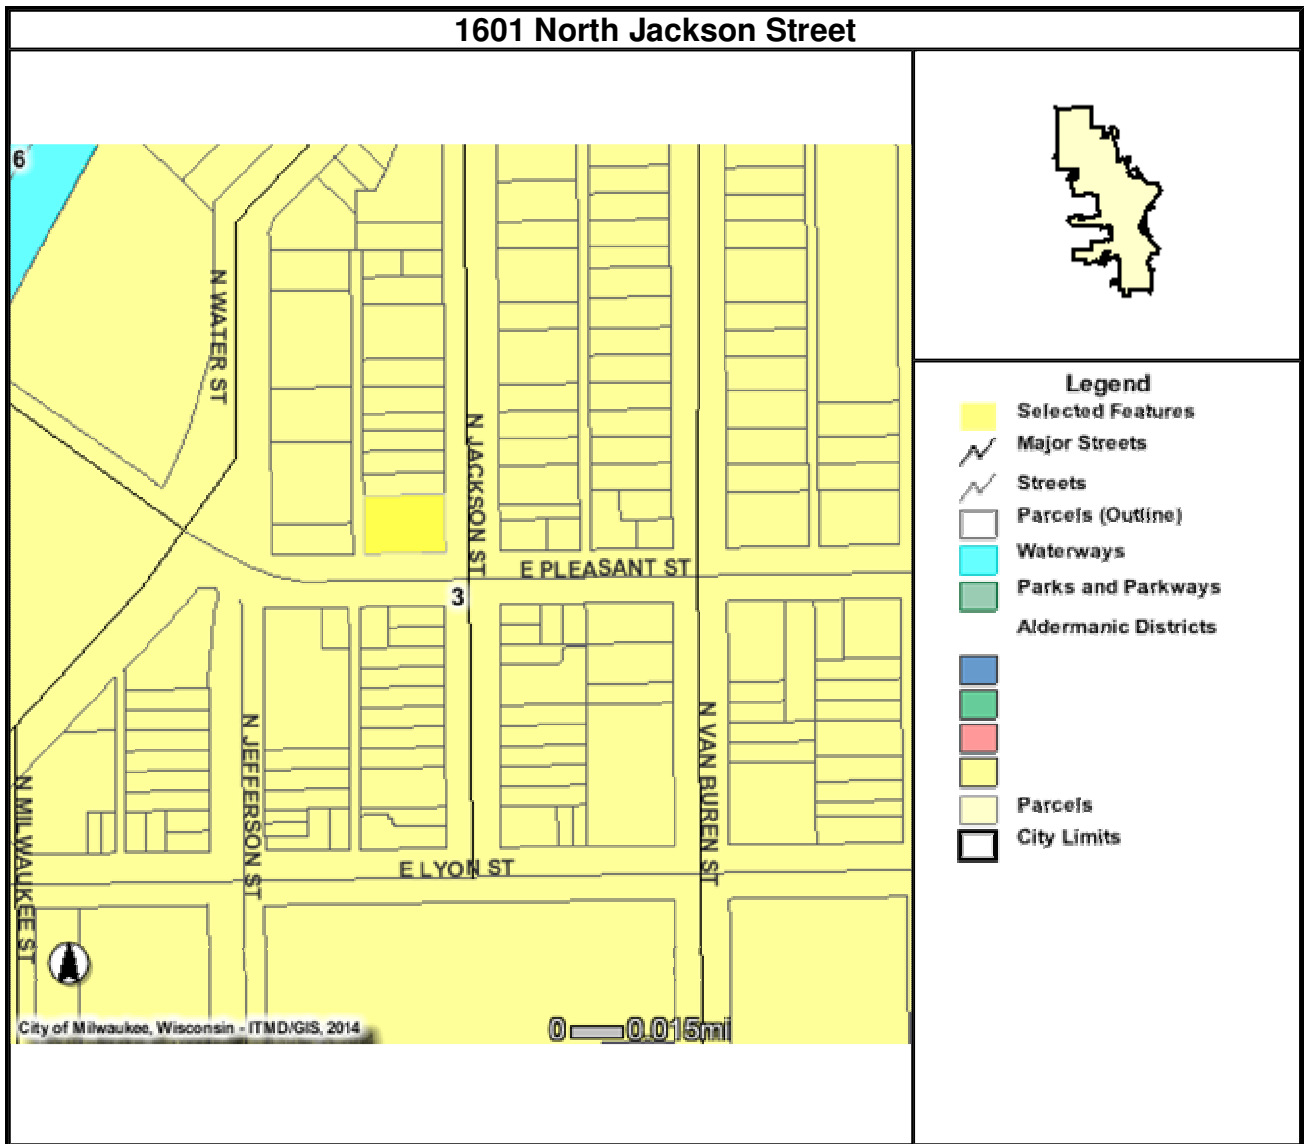 1601 North Jackson Street
6
N WATER ST
N JACKSON ST
E PLEASANT ST
3
N JEFFERSON ST
N VAN BUREN ST
N MILWAUKEE ST
E LYON ST
City of Milwaukee, Wisconsin - ITMD/GIS, 2014
0 0.015mi
Legend
Selected Features
Major Streets
Streets
Parcels (Outline)
Waterways
Parks and Parkways
Aldermanic Districts
Parcels
City Limits